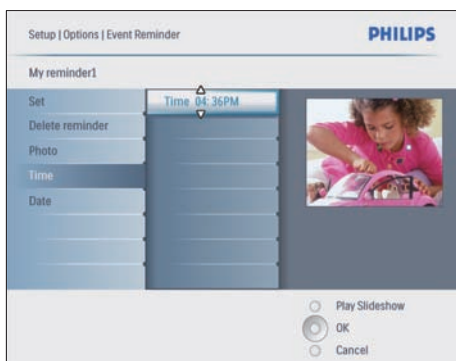 Setup | Options | Event Reminder
PHILIPS
My reminder1
Set
Time 04: 36PM
Delete reminder
Photo
Time
Date
Play Slideshow
OK
Cancel